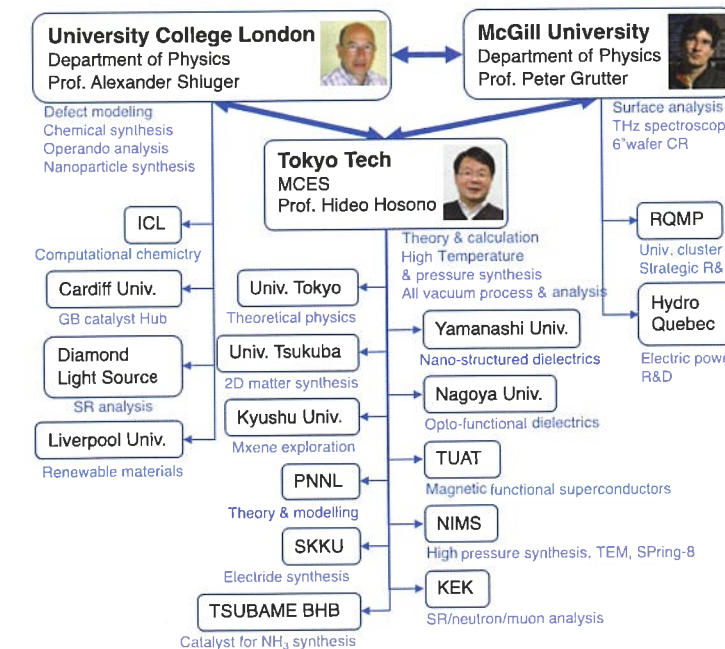 University College London
Department of Physics
Prof. Alexander Shluger
McGill University
Department of Physics
Prof. Peter Grutter
Defect modeling
Chemical synthesis
Operando analysis
Nanoparticle synthesis
Surface analysis
THz spectroscop
6"wafer CR
Tokyo Tech
MCES
Prof. Hideo Hosono
Theory & calculation
High Temperature
& pressure synthesis
All vacuum process & analysis
ICL
Computational chemistry
Cardiff Univ.
GB catalyst Hub
Diamond
Light Source
SR analysis
Liverpool Univ.
Renewable materials
Univ. Tokyo
Theoretical physics
Univ. Tsukuba
2D matter synthesis
Kyushu Univ.
Mxene exploration
PNNL
Theory & modelling
SKKU
Electride synthesis
TSUBAME BHB
Catalyst for NH₃ synthesis
Yamanashi Univ.
Nano-structured dielectrics
Nagoya Univ.
Opto-functional dielectrics
TUAT
Magnetic functional superconductors
NIMS
High pressure synthesis, TEM, SPring-8
KEK
SR/neutron/muon analysis
RQMP
Univ. cluster
Strategic R&
Hydro
Quebec
Electric powe
R&D